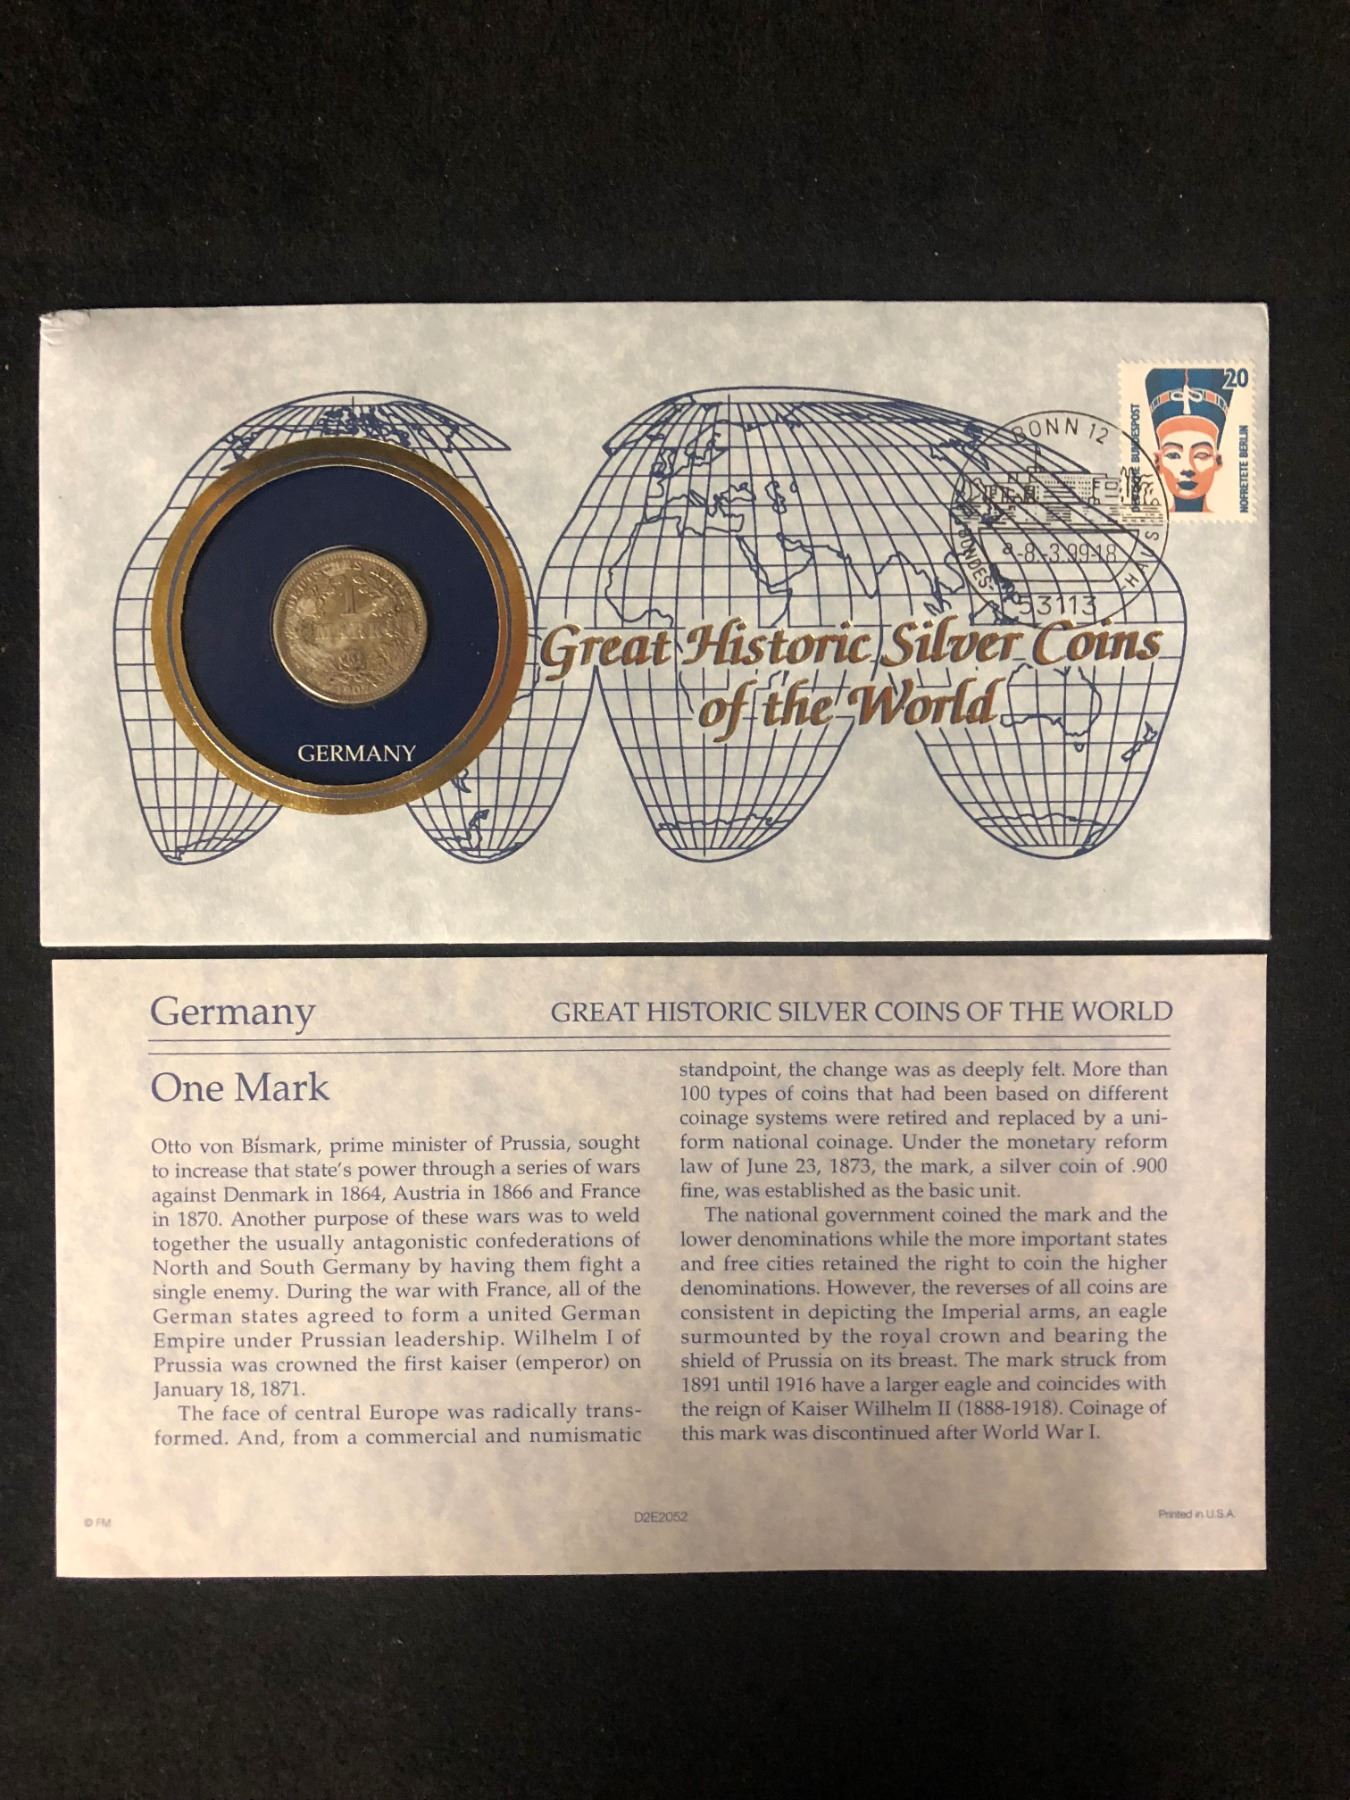 20
DEUTSCHE BUNDESPOST
NOFRETETE BERLIN
BONN 12
-8.-3.99-18
53113
1
MARK
GERMANY
Great Historic Silver Coins
of the World
Germany
GREAT HISTORIC SILVER COINS OF THE WORLD
One Mark
Otto von Bismark, prime minister of Prussia, sought
to increase that state's power through a series of wars
against Denmark in 1864, Austria in 1866 and France
in 1870. Another purpose of these wars was to weld
together the usually antagonistic confederations of
North and South Germany by having them fight a
single enemy. During the war with France, all of the
German states agreed to form a united German
Empire under Prussian leadership. Wilhelm I of
Prussia was crowned the first kaiser (emperor) on
January 18, 1871.
The face of central Europe was radically trans-
formed. And, from a commercial and numismatic
standpoint, the change was as deeply felt. More than
100 types of coins that had been based on different
coinage systems were retired and replaced by a uni-
form national coinage. Under the monetary reform
law of June 23, 1873, the mark, a silver coin of .900
fine, was established as the basic unit.
The national government coined the mark and the
lower denominations while the more important states
and free cities retained the right to coin the higher
denominations. However, the reverses of all coins are
consistent in depicting the Imperial arms, an eagle
surmounted by the royal crown and bearing the
shield of Prussia on its breast. The mark struck from
1891 until 1916 have a larger eagle and coincides with
the reign of Kaiser Wilhelm II (1888-1918). Coinage of
this mark was discontinued after World War I.
© FM
D2E2052
Printed in U.S.A.